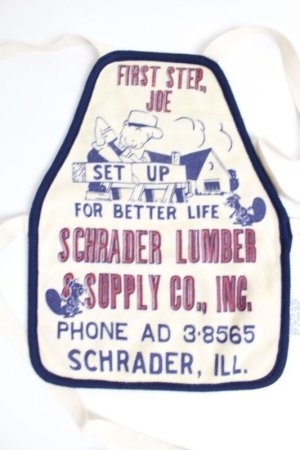 FIRST STEP.,
JOE
SET UP
FOR BETTER LIFE
SCHRADER LUMBER
& SUPPLY CO., INC.
PHONE AD 3·8565
SCHRADER, ILL.